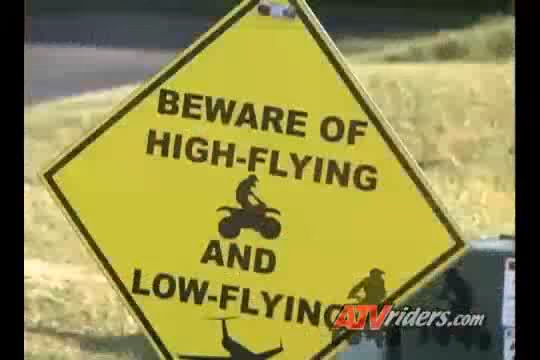 BEWARE OF
HIGH-FLYING
AND
LOW-FLYING
ATVriders.com